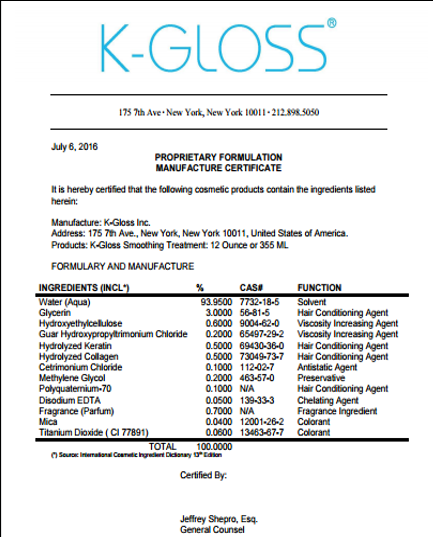 K-GLOSS®
175 7th Ave • New York, New York 10011 • 212.898.5050
July 6, 2016
PROPRIETARY FORMULATION
MANUFACTURE CERTIFICATE
It is hereby certified that the following cosmetic products contain the ingredients listed
herein:
Manufacture: K-Gloss Inc.
Address: 175 7th Ave., New York, New York 10011, United States of America.
Products: K-Gloss Smoothing Treatment: 12 Ounce or 355 ML
FORMULARY AND MANUFACTURE
INGREDIENTS (INCL*) % CAS# FUNCTION
Water (Aqua) 93.9500 7732-18-5 Solvent
Glycerin 3.0000 56-81-5 Hair Conditioning Agent
Hydroxyethylcellulose 0.6000 9004-62-0 Viscosity Increasing Agent
Guar Hydroxypropyltrimonium Chloride 0.2000 65497-29-2 Viscosity Increasing Agent
Hydrolyzed Keratin 0.5000 69430-36-0 Hair Conditioning Agent
Hydrolyzed Collagen 0.5000 73049-73-7 Hair Conditioning Agent
Cetrimonium Chloride 0.1000 112-02-7 Antistatic Agent
Methylene Glycol 0.2000 463-57-0 Preservative
Polyquaternium-70 0.1000 N/A Hair Conditioning Agent
Disodium EDTA 0.0500 139-33-3 Chelating Agent
Fragrance (Parfum) 0.7000 N/A Fragrance Ingredient
Mica 0.0400 12001-26-2 Colorant
Titanium Dioxide ( CI 77891) 0.0600 13463-67-7 Colorant
TOTAL 100.0000
(*) Source: International Cosmetic Ingredient Dictionary 13th Edition
Certified By:
Jeffrey Shepro, Esq.
General Counsel